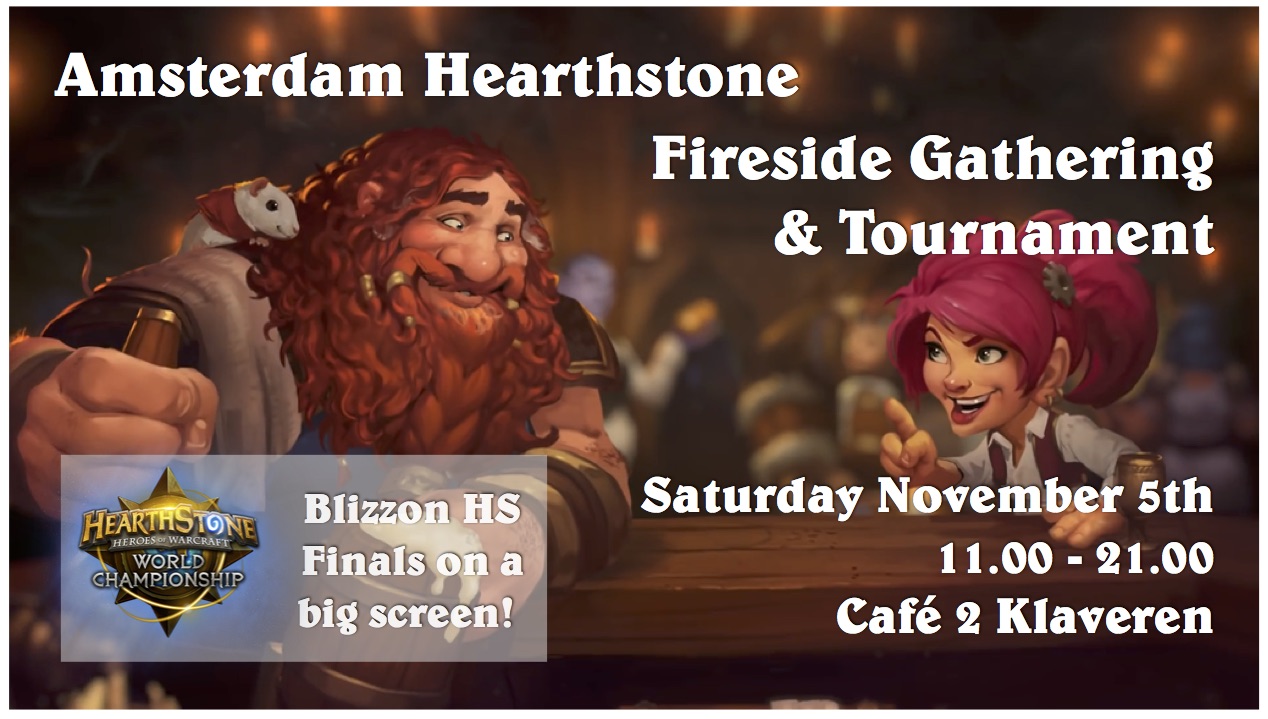 Amsterdam Hearthstone
Fireside Gathering
& Tournament
HEARTHSTONE
HEROES OF WARCRAFT
WORLD
CHAMPIONSHIP
Blizzon HS
Finals on a
big screen!
Saturday November 5th
11.00 - 21.00
Café 2 Klaveren